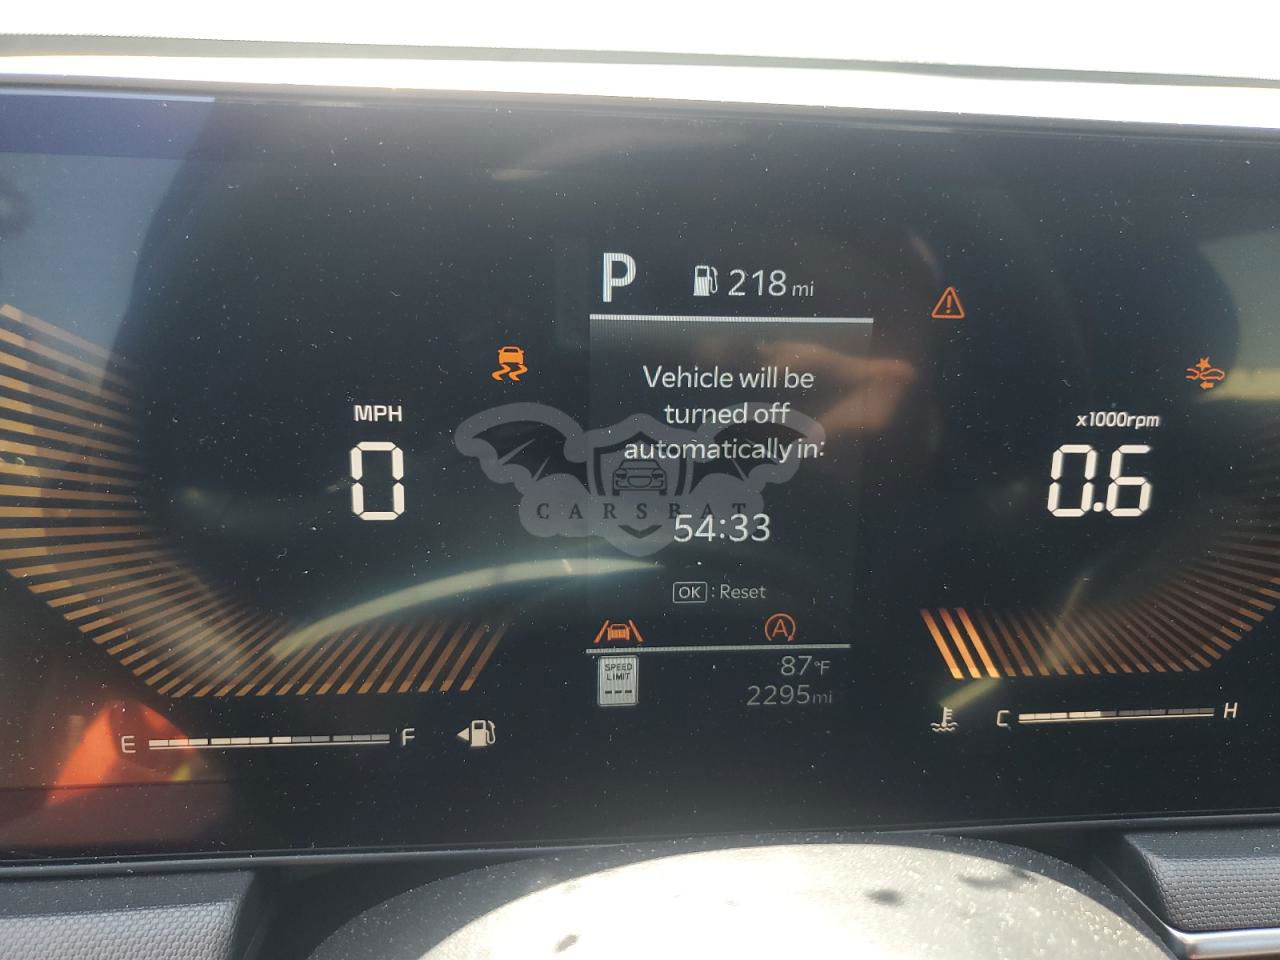 P
218 mi
Vehicle will be
turned off
automatically in:
54:33
OK : Reset
MPH
0
x1000rpm
0.6
A
SPEED
LIMIT
---
87°F
2295mi
E F
C H
CARSBAT